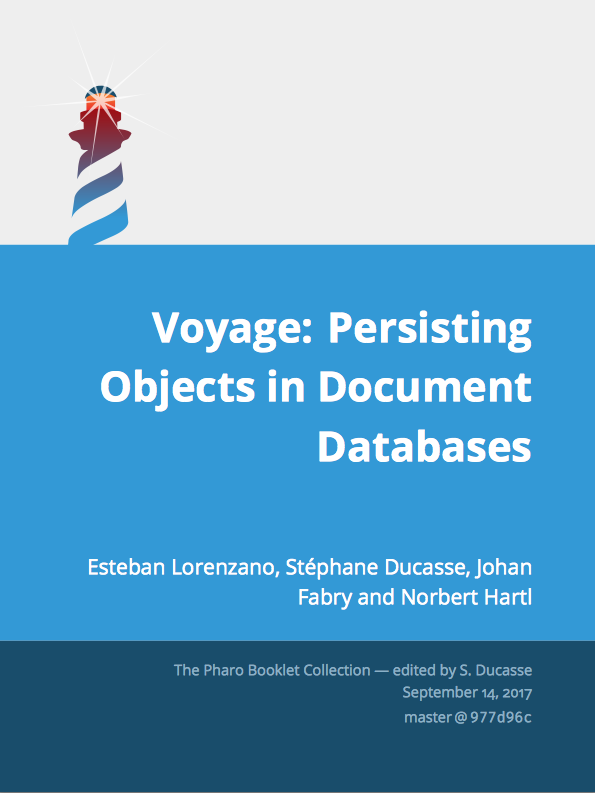 Voyage: Persisting
Objects in Document
Databases
Esteban Lorenzano, Stéphane Ducasse, Johan
Fabry and Norbert Hartl
The Pharo Booklet Collection — edited by S. Ducasse
September 14, 2017
master @ 977d96c